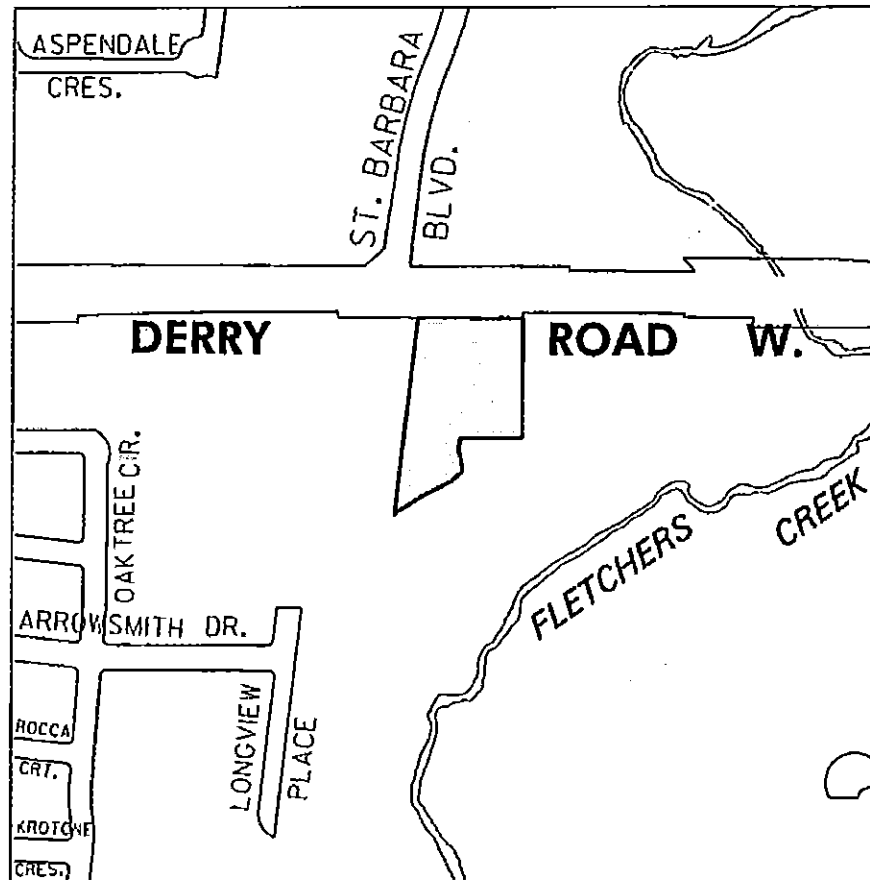 ASPENDALE
CRES.
ST. BARBARA
BLVD.
DERRY ROAD W.
OAKTREE CIR.
FLETCHERS CREEK
ARROWSMITH DR.
LONGVIEW
PLACE
ROCCA
CRT.
KROTONE
CRES.